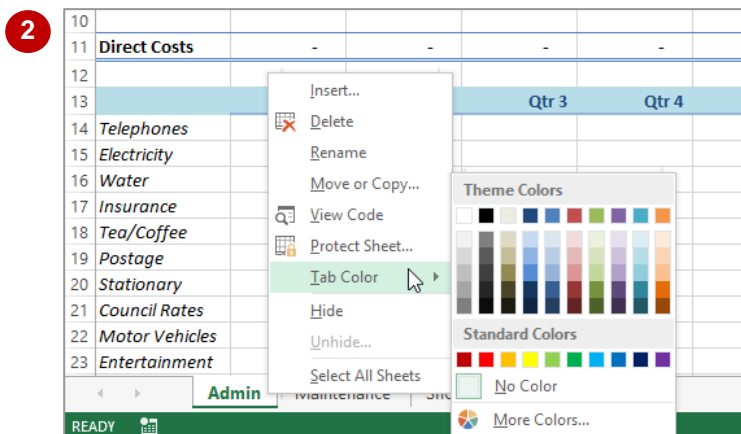 2
10
11 Direct Costs - - - -
12
13 Qtr 3 Qtr 4
14 Telephones
15 Electricity
16 Water
17 Insurance
18 Tea/Coffee
19 Postage
20 Stationary
21 Council Rates
22 Motor Vehicles
23 Entertainment
Insert...
Delete
Rename
Move or Copy...
View Code
Protect Sheet...
Tab Color
Hide
Unhide...
Select All Sheets
Theme Colors
Standard Colors
No Color
More Colors...
Admin Maintenance
READY